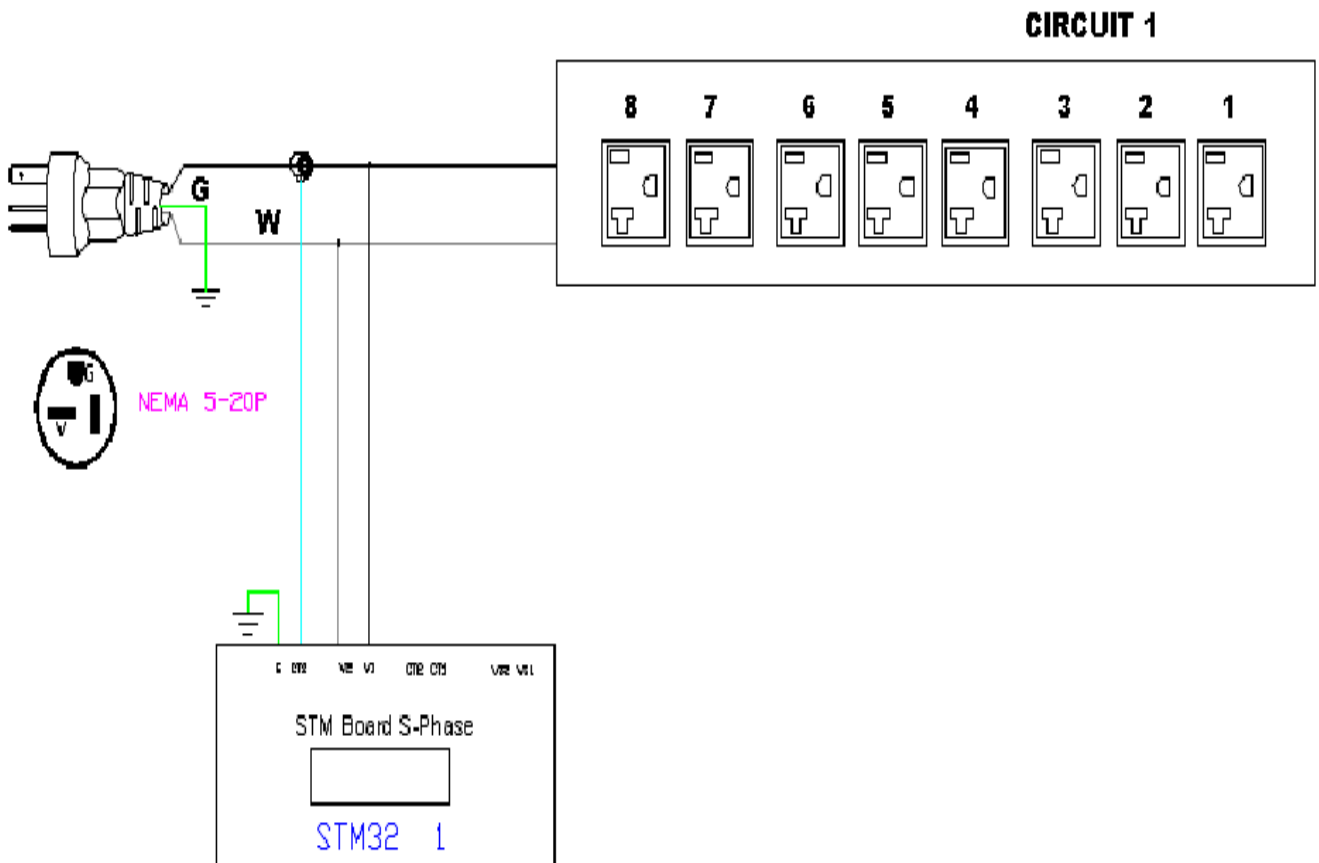 CIRCUIT 1
8 7 6 5 4 3 2 1
G
W
G
NEMA 5-20P
W
G
STM Board S-Phase
STM32 1